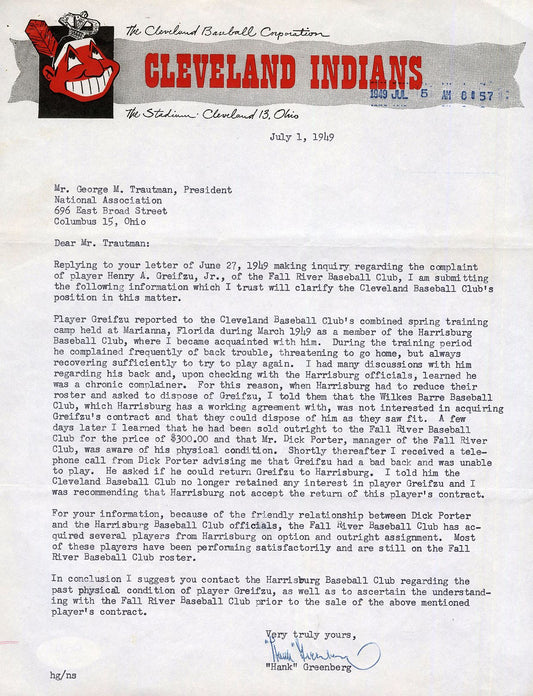 The Cleveland Baseball Corporation
CLEVELAND INDIANS
1949 JUL 5 AM 8:57
The Stadium · Cleveland 13, Ohio
July 1, 1949
Mr. George M. Trautman, President
National Association
696 East Broad Street
Columbus 15, Ohio
Dear Mr. Trautman:
Replying to your letter of June 27, 1949 making inquiry regarding the complaint
of player Henry A. Greifzu, Jr., of the Fall River Baseball Club, I am submitting
the following information which I trust will clarify the Cleveland Baseball Club's
position in this matter.
Player Greifzu reported to the Cleveland Baseball Club's combined spring training
camp held at Marianna, Florida during March 1949 as a member of the Harrisburg
Baseball Club, where I became acquainted with him. During the training period
he complained frequently of back trouble, threatening to go home, but always
recovering sufficiently to try to play again. I had many discussions with him
regarding his back and, upon checking with the Harrisburg officials, learned he
was a chronic complainer. For this reason, when Harrisburg had to reduce their
roster and asked to dispose of Greifzu, I told them that the Wilkes Barre Baseball
Club, which Harrisburg has a working agreement with, was not interested in acquiring
Greifzu's contract and that they could dispose of him as they saw fit. A few
days later I learned that he had been sold outright to the Fall River Baseball
Club for the price of $300.00 and that Mr. Dick Porter, manager of the Fall River
Club, was aware of his physical condition. Shortly thereafter I received a tele-
phone call from Dick Porter advising me that Greifzu had a bad back and was unable
to play. He asked if he could return Greifzu to Harrisburg. I told him the
Cleveland Baseball Club no longer retained any interest in player Greifzu and I
was recommending that Harrisburg not accept the return of this player's contract.
For your information, because of the friendly relationship between Dick Porter
and the Harrisburg Baseball Club officials, the Fall River Baseball Club has ac-
quired several players from Harrisburg on option and outright assignment. Most
of these players have been performing satisfactorily and are still on the Fall
River Baseball Club roster.
In conclusion I suggest you contact the Harrisburg Baseball Club regarding the
past physical condition of player Greifzu, as well as to ascertain the understand-
ing with the Fall River Baseball Club prior to the sale of the above mentioned
player's contract.
Very truly yours,
"Hank" Greenberg
"Hank" Greenberg
hg/ns